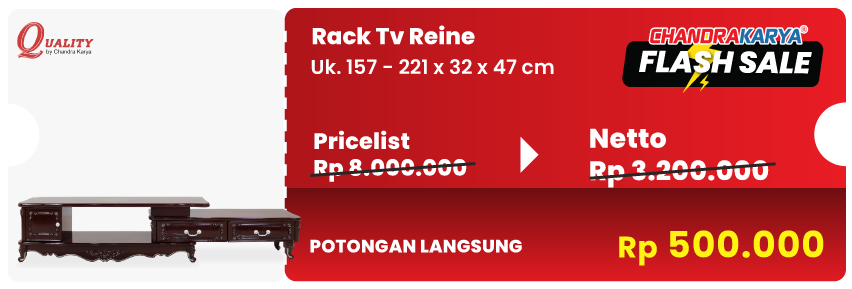 QUALITY
by Chandra Karya
Rack Tv Reine
Uk. 157 - 221 x 32 x 47 cm
CHANDRAKARYA®
FLASH SALE
Pricelist
Rp 8.000.000
Netto
Rp 3.200.000
POTONGAN LANGSUNG
Rp 500.000